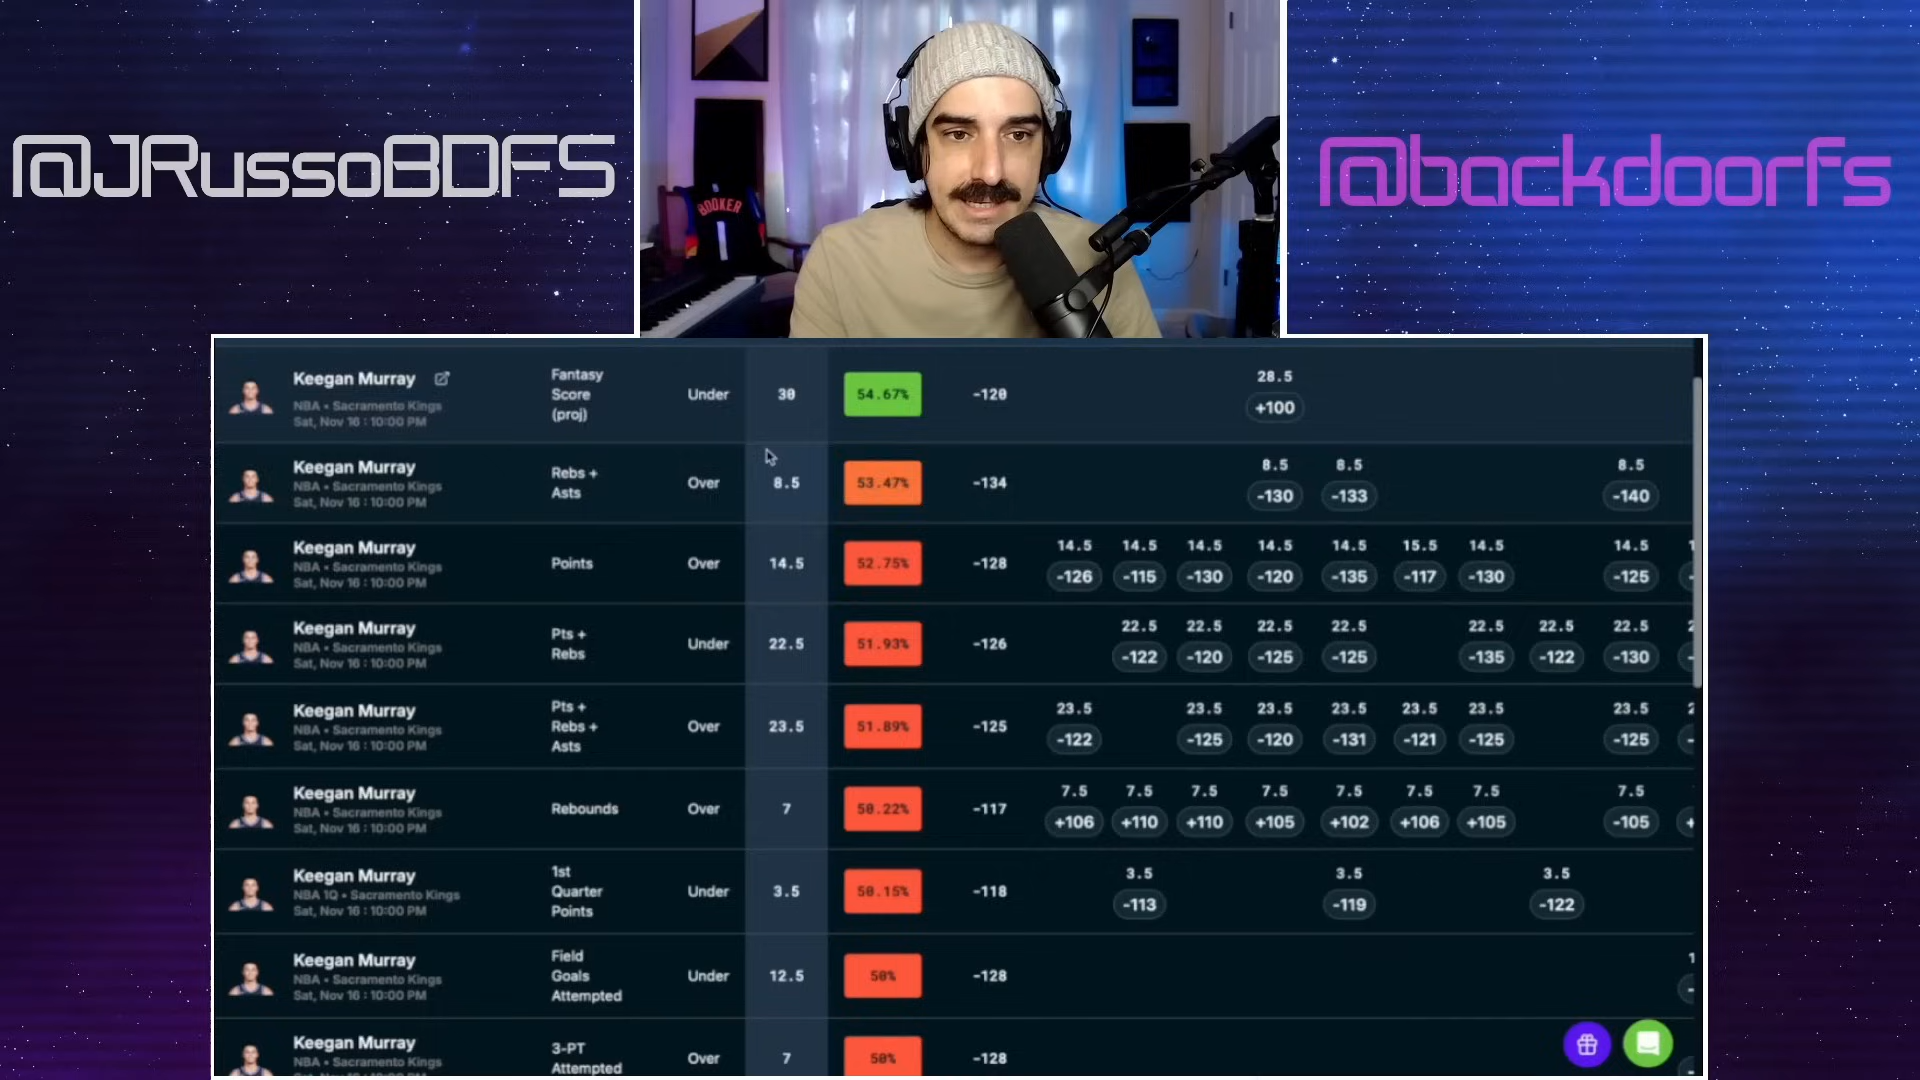 @JRussoBDFS
BOOKER
1
@backdoorfs
Keegan Murray Fantasy Score (proj) Under 30 54.67% -120 28.5 +100
NBA • Sacramento Kings
Sat, Nov 16 : 10:00 PM
Keegan Murray Rebs + Asts Over 8.5 53.47% -134 8.5 -130 8.5 -133 8.5 -140
NBA • Sacramento Kings
Sat, Nov 16 : 10:00 PM
Keegan Murray Points Over 14.5 52.75% -128 14.5 -126 14.5 -115 14.5 -130 14.5 -120 14.5 -135 15.5 -117 14.5 -130 14.5 -125
NBA • Sacramento Kings
Sat, Nov 16 : 10:00 PM
Keegan Murray Pts + Rebs Under 22.5 51.93% -126 22.5 -122 22.5 -120 22.5 -125 22.5 -125 22.5 -135 22.5 -122 22.5 -130
NBA • Sacramento Kings
Sat, Nov 16 : 10:00 PM
Keegan Murray Pts + Rebs + Asts Over 23.5 51.89% -125 23.5 -122 23.5 -125 23.5 -120 23.5 -131 23.5 -121 23.5 -125 23.5 -125
NBA • Sacramento Kings
Sat, Nov 16 : 10:00 PM
Keegan Murray Rebounds Over 7 50.22% -117 7.5 +106 7.5 +110 7.5 +110 7.5 +105 7.5 +102 7.5 +106 7.5 +105 7.5 -105
NBA • Sacramento Kings
Sat, Nov 16 : 10:00 PM
Keegan Murray 1st Quarter Points Under 3.5 50.15% -118 3.5 -113 3.5 -119 3.5 -122
NBA 1Q • Sacramento Kings
Sat, Nov 16 : 10:00 PM
Keegan Murray Field Goals Attempted Under 12.5 50% -128
NBA • Sacramento Kings
Sat, Nov 16 : 10:00 PM
Keegan Murray 3-PT Attempted Over 7 50% -128
NBA • Sacramento Kings